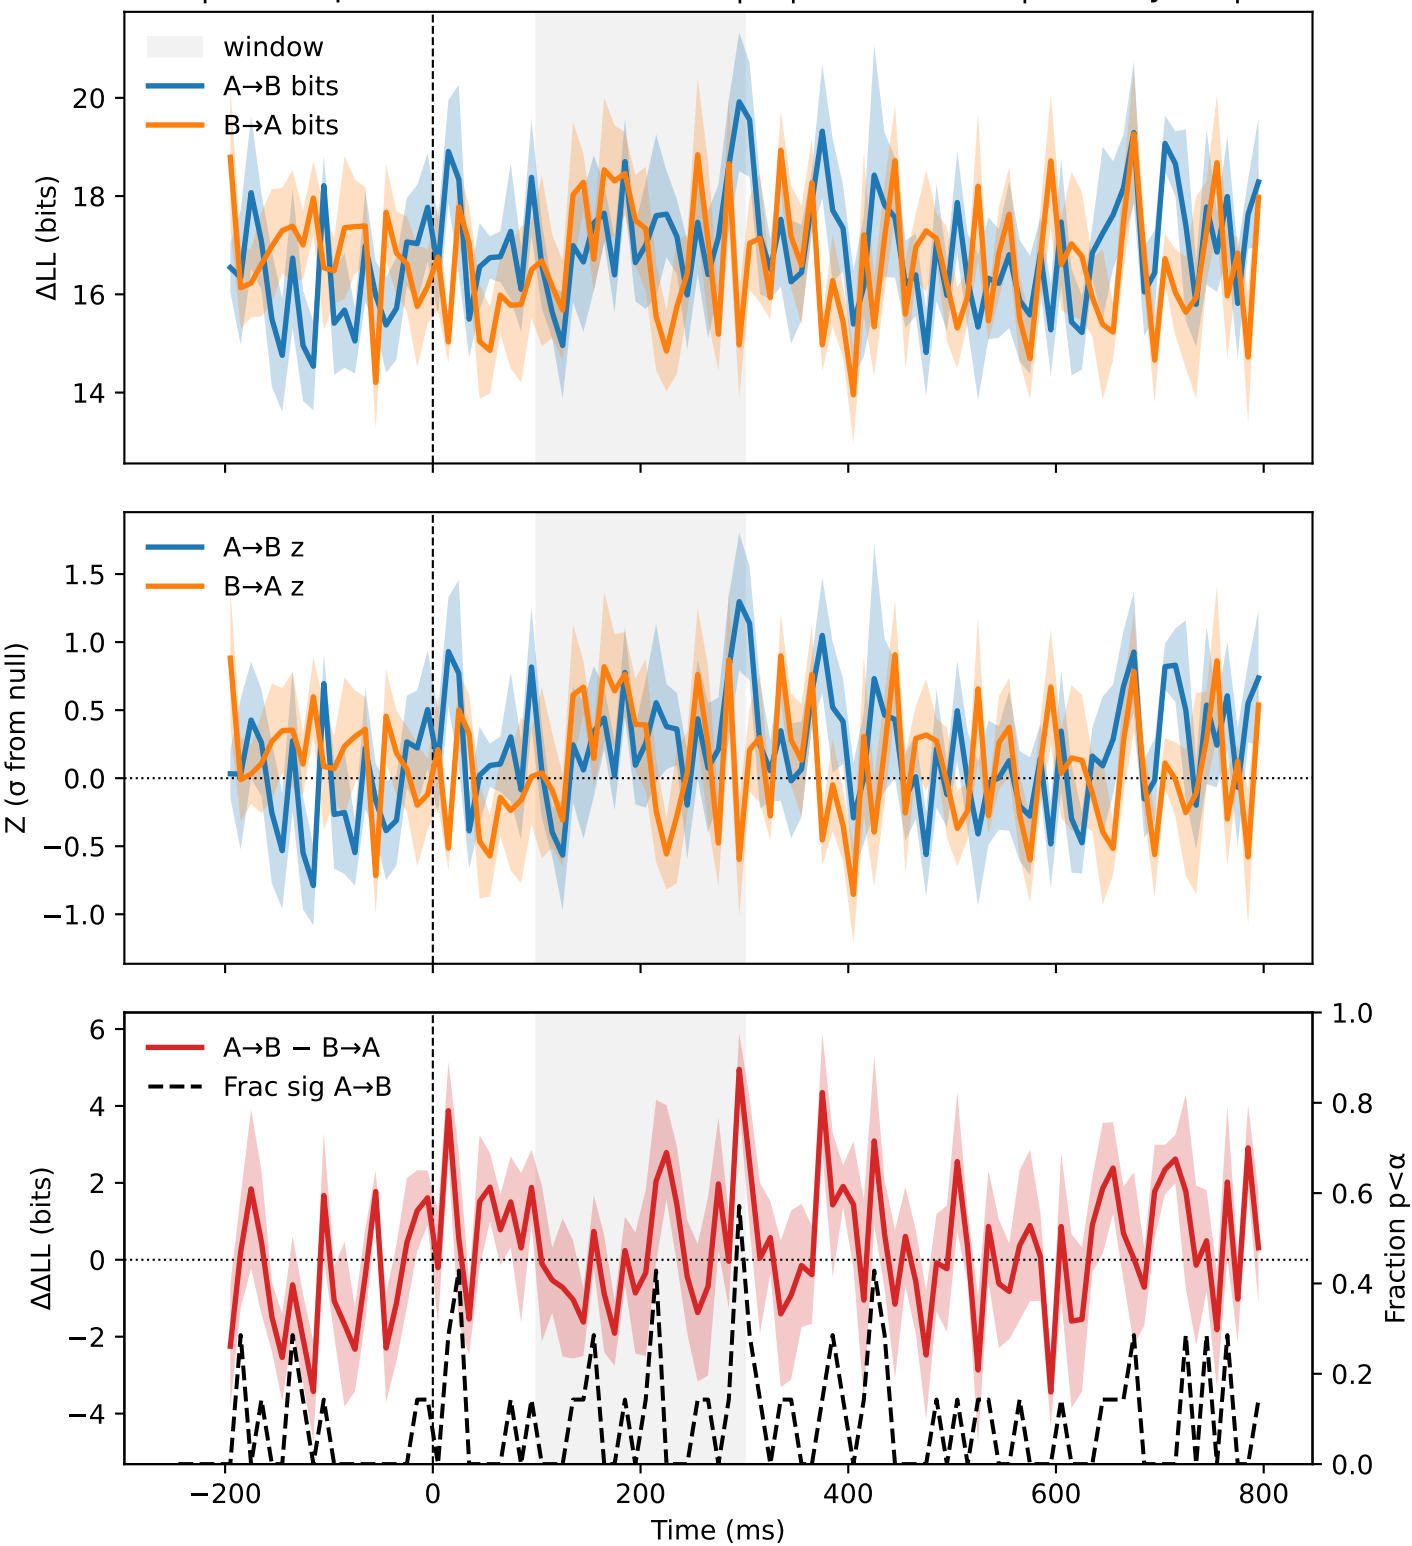 window
A→B bits
B→A bits
20
18
16
14
ΔLL (bits)
A→B z
B→A z
1.5
1.0
0.5
0.0
−0.5
−1.0
Z (σ from null)
A→B − B→A
Frac sig A→B
6
4
2
0
−2
−4
ΔΔLL (bits)
1.0
0.8
0.6
0.4
0.2
0.0
Fraction p<α
−200
0
200
400
600
800
Time (ms)